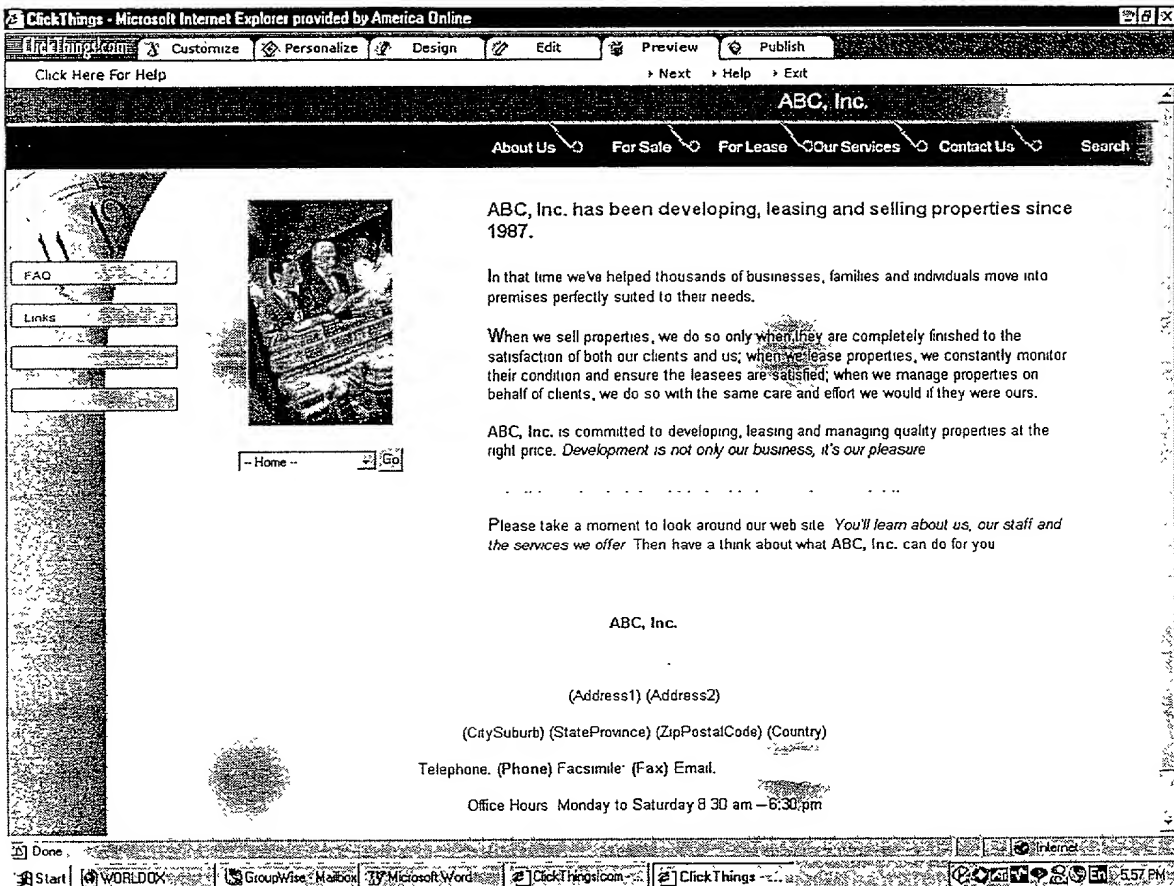 ClickThings - Microsoft Internet Explorer provided by America Online
ClickThings.com Customize Personalize Design Edit Preview Publish
Click Here For Help Next Help Exit
ABC, Inc.
About Us For Sale For Lease Our Services Contact Us Search
ABC, Inc. has been developing, leasing and selling properties since
1987.
FAQ
Links
In that time we've helped thousands of businesses, families and individuals move into
premises perfectly suited to their needs.
When we sell properties, we do so only when they are completely finished to the
satisfaction of both our clients and us; when we lease properties, we constantly monitor
their condition and ensure the leasees are satisfied; when we manage properties on
behalf of clients, we do so with the same care and effort we would if they were ours.
ABC, Inc. is committed to developing, leasing and managing quality properties at the
right price. Development is not only our business, it's our pleasure
-- Home -- Go
Please take a moment to look around our web site You'll learn about us, our staff and
the services we offer Then have a think about what ABC, Inc. can do for you
ABC, Inc.
(Address1) (Address2)
(CitySuburb) (StateProvince) (ZipPostalCode) (Country)
Telephone. (Phone) Facsimile (Fax) Email.
Office Hours Monday to Saturday 8 30 am – 6:30 pm
Done Internet
Start WORLDOX GroupWise - Mailbox Microsoft Word ClickThings.com -... ClickThings -... 5:57 PM